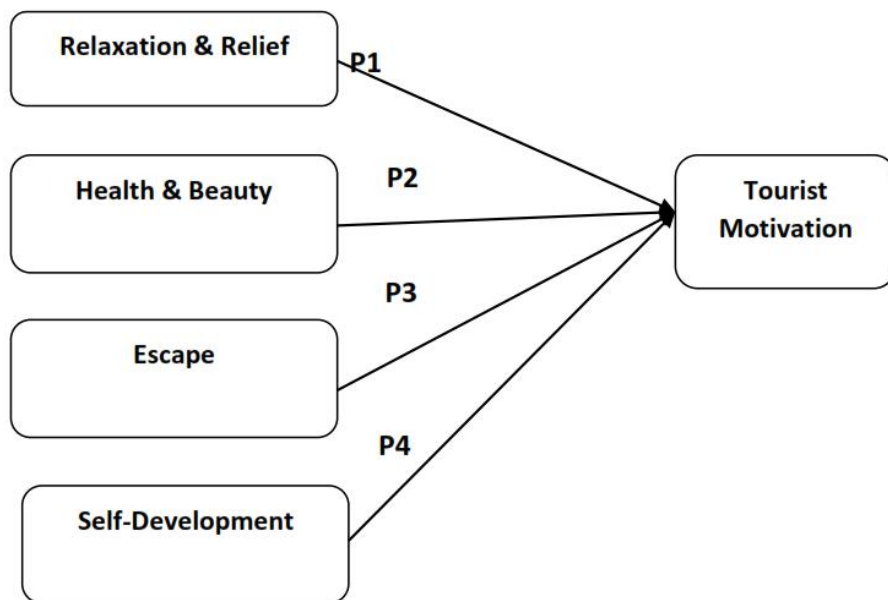 Relaxation & Relief
P1
Health & Beauty
P2
Tourist
Motivation
P3
Escape
P4
Self-Development